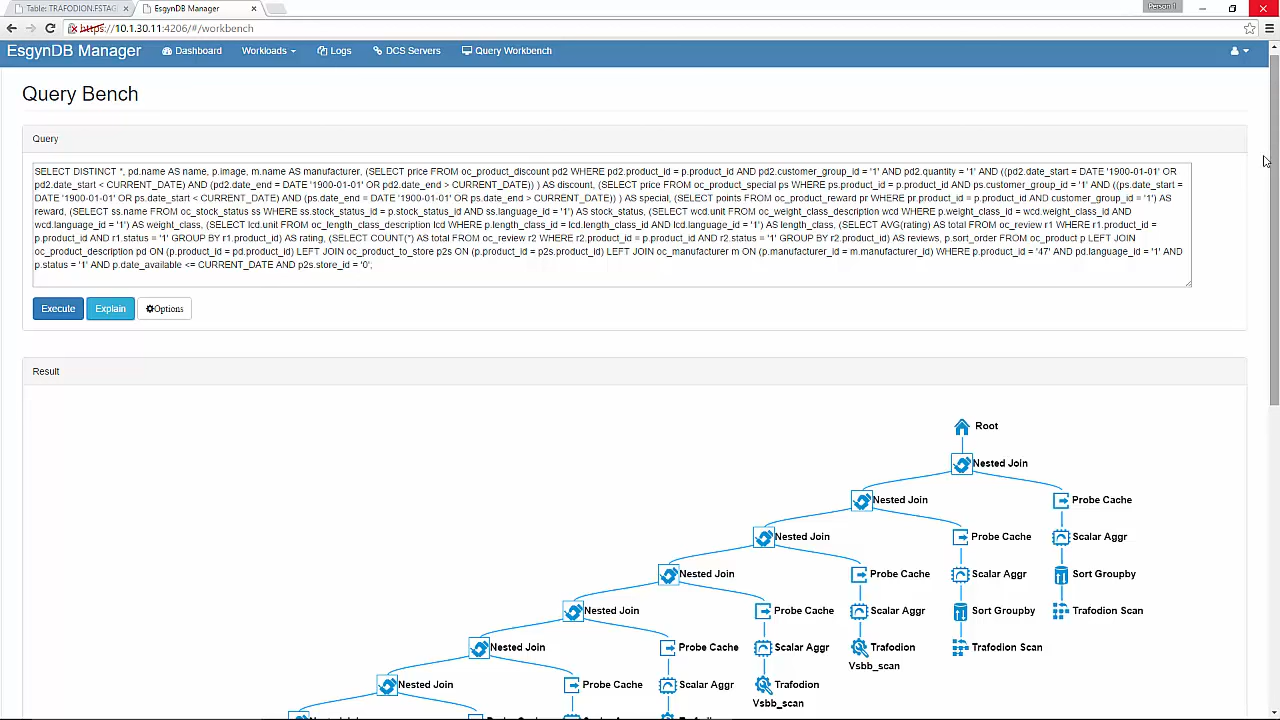 Table: TRAFODION.FSTAG
EsgynDB Manager
Person 1
https://10.1.30.11:4206/#/workbench
EsgynDB Manager
Dashboard
Workloads
Logs
DCS Servers
Query Workbench
Query Bench
Query
SELECT DISTINCT *, pd.name AS name, p.image, m.name AS manufacturer, (SELECT price FROM oc_product_discount pd2 WHERE pd2.product_id = p.product_id AND pd2.customer_group_id = '1' AND pd2.quantity = '1' AND ((pd2.date_start = DATE '1900-01-01' OR
pd2.date_start < CURRENT_DATE) AND (pd2.date_end = DATE '1900-01-01' OR pd2.date_end > CURRENT_DATE)) ) AS discount, (SELECT price FROM oc_product_special ps WHERE ps.product_id = p.product_id AND ps.customer_group_id = '1' AND ((ps.date_start =
DATE '1900-01-01' OR ps.date_start < CURRENT_DATE) AND (ps.date_end = DATE '1900-01-01' OR ps.date_end > CURRENT_DATE)) ) AS special, (SELECT points FROM oc_product_reward pr WHERE pr.product_id = p.product_id AND customer_group_id = '1') AS
reward, (SELECT ss.name FROM oc_stock_status ss WHERE ss.stock_status_id = p.stock_status_id AND ss.language_id = '1') AS stock_status, (SELECT wcd.unit FROM oc_weight_class_description wcd WHERE p.weight_class_id = wcd.weight_class_id AND
wcd.language_id = '1') AS weight_class, (SELECT lcd.unit FROM oc_length_class_description lcd WHERE p.length_class_id = lcd.length_class_id AND lcd.language_id = '1') AS length_class, (SELECT AVG(rating) AS total FROM oc_review r1 WHERE r1.product_id =
p.product_id AND r1.status = '1' GROUP BY r1.product_id) AS rating, (SELECT COUNT(*) AS total FROM oc_review r2 WHERE r2.product_id = p.product_id AND r2.status = '1' GROUP BY r2.product_id) AS reviews, p.sort_order FROM oc_product p LEFT JOIN
oc_product_description pd ON (p.product_id = pd.product_id) LEFT JOIN oc_product_to_store p2s ON (p.product_id = p2s.product_id) LEFT JOIN oc_manufacturer m ON (p.manufacturer_id = m.manufacturer_id) WHERE p.product_id = '47' AND pd.language_id = '1' AND
p.status = '1' AND p.date_available <= CURRENT_DATE AND p2s.store_id = '0';
Execute
Explain
Options
Result
Root
Nested Join
Nested Join
Probe Cache
Nested Join
Probe Cache
Scalar Aggr
Nested Join
Probe Cache
Scalar Aggr
Sort Groupby
Nested Join
Probe Cache
Scalar Aggr
Sort Groupby
Trafodion Scan
Nested Join
Probe Cache
Scalar Aggr
Trafodion
Vsbb_scan
Trafodion Scan
Nested Join
Probe Cache
Scalar Aggr
Trafodion
Vsbb_scan
Nested Join
Probe Cache
Scalar Aggr